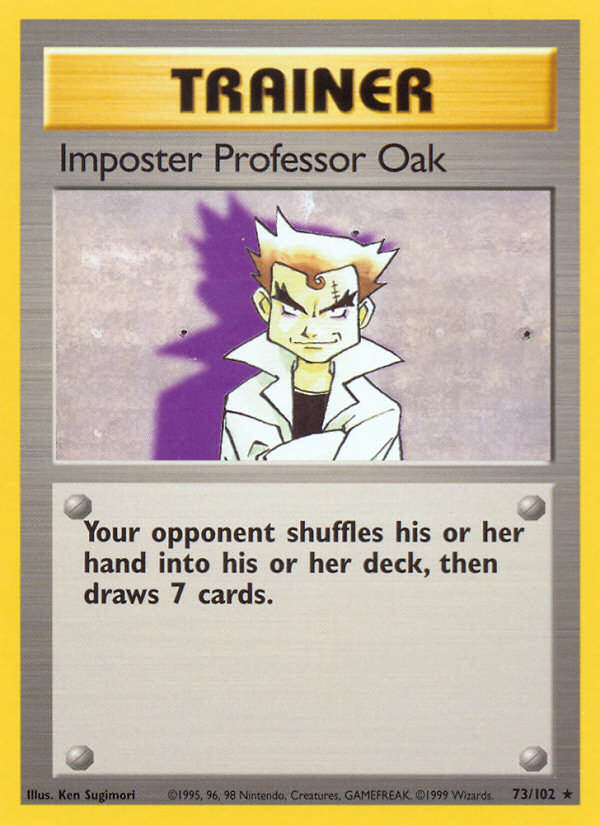 TRAINER
Imposter Professor Oak
Your opponent shuffles his or her
hand into his or her deck, then
draws 7 cards.
Illus. Ken Sugimori ©1995, 96, 98 Nintendo, Creatures, GAMEFREAK. ©1999 Wizards. 73/102 ★